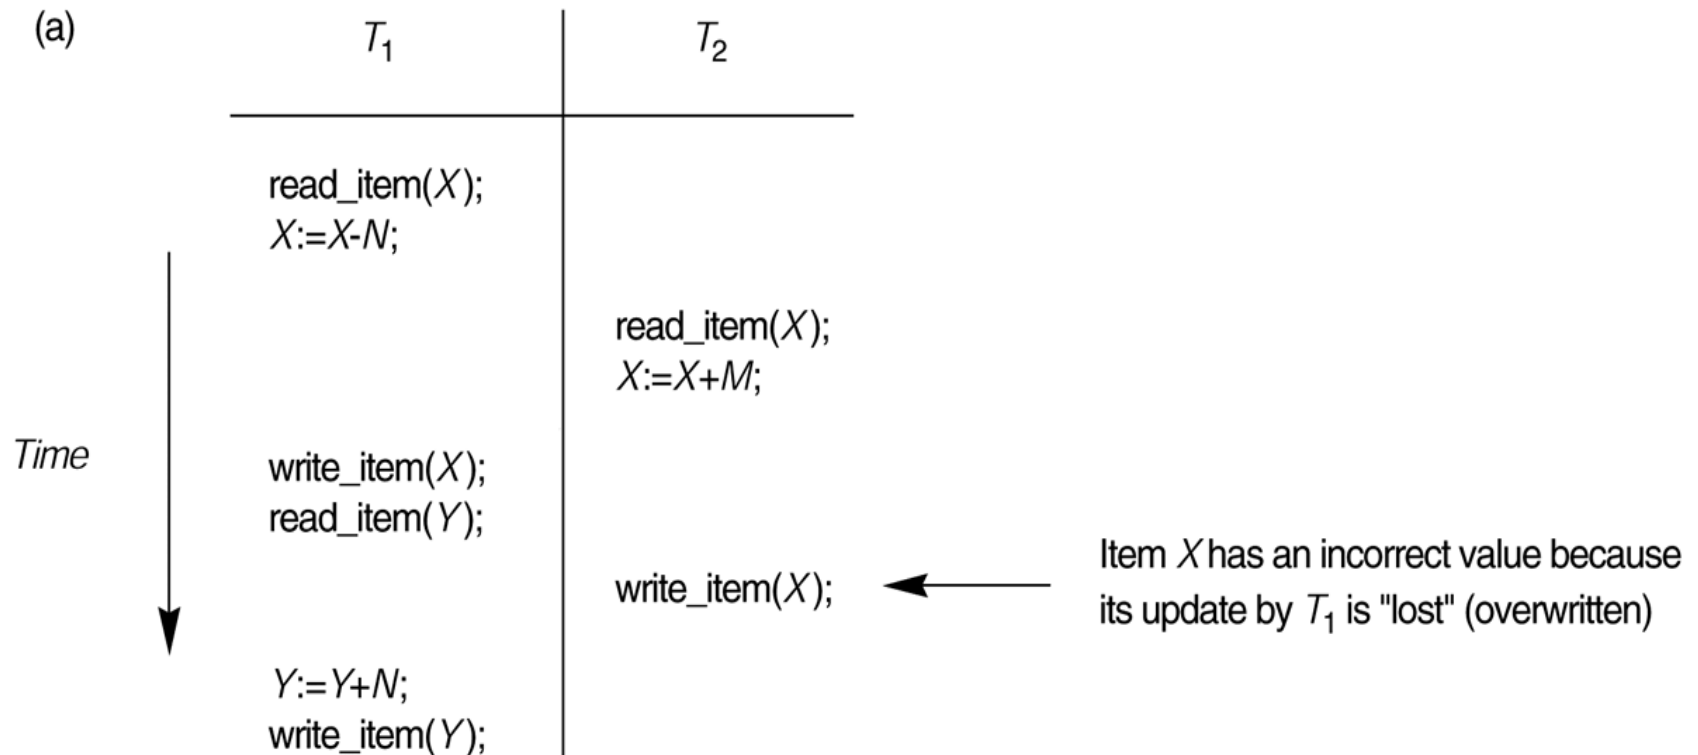 (a)
T1
T2
read_item(X);
X:=X-N;
read_item(X);
X:=X+M;
Time
write_item(X);
read_item(Y);
write_item(X);
Item X has an incorrect value because
its update by T1 is "lost" (overwritten)
Y:=Y+N;
write_item(Y);